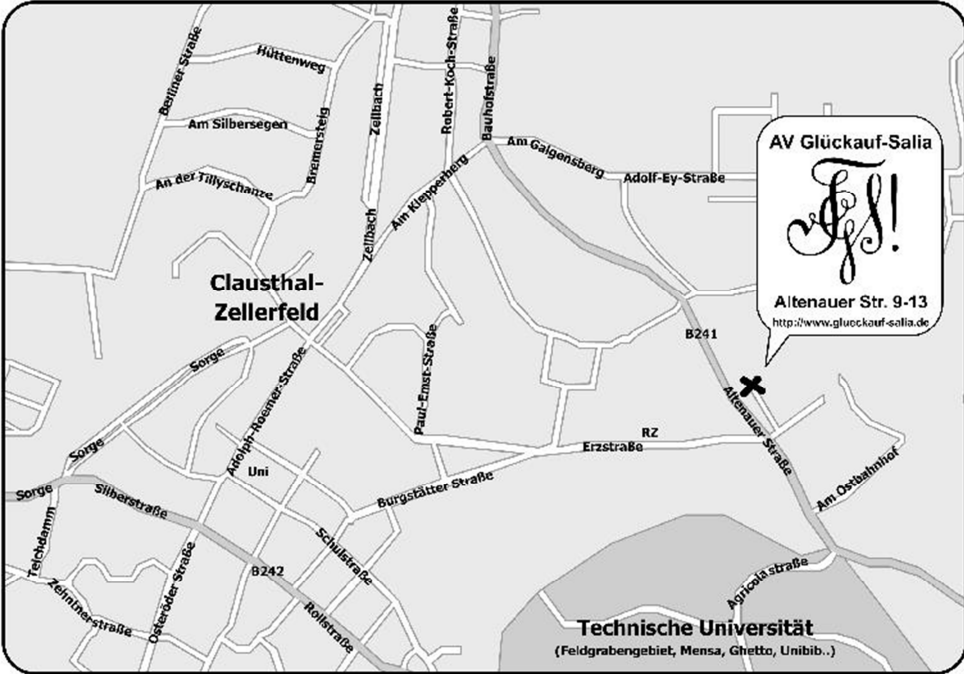 Berliner Straße
Hüttenweg
Robert-Koch-Straße
Bauhofstraße
Zellbach
Bremersteig
Am Silbersegen
An der Tillyschanze
Am Klepperberg
Zellbach
Am Galgensberg
Adolf-Ey-Straße
AV Glückauf-Salia
Altenauer Str. 9-13
http://www.glueckauf-salia.de
Clausthal-
Zellerfeld
B241
Sorge
Paul-Ernst-Straße
Adolph-Roemer-Straße
Altenauer Straße
RZ
Erzstraße
Sorge
Uni
Am Ostbahnhof
Burgstätter Straße
Sorge
Silberstraße
Teichdamm
Schulstraße
B242
Agricolastraße
Osteröder Straße
Zehntnerstraße
Rollstraße
Technische Universität
(Feldgrabengebiet, Mensa, Ghetto, Unibib..)